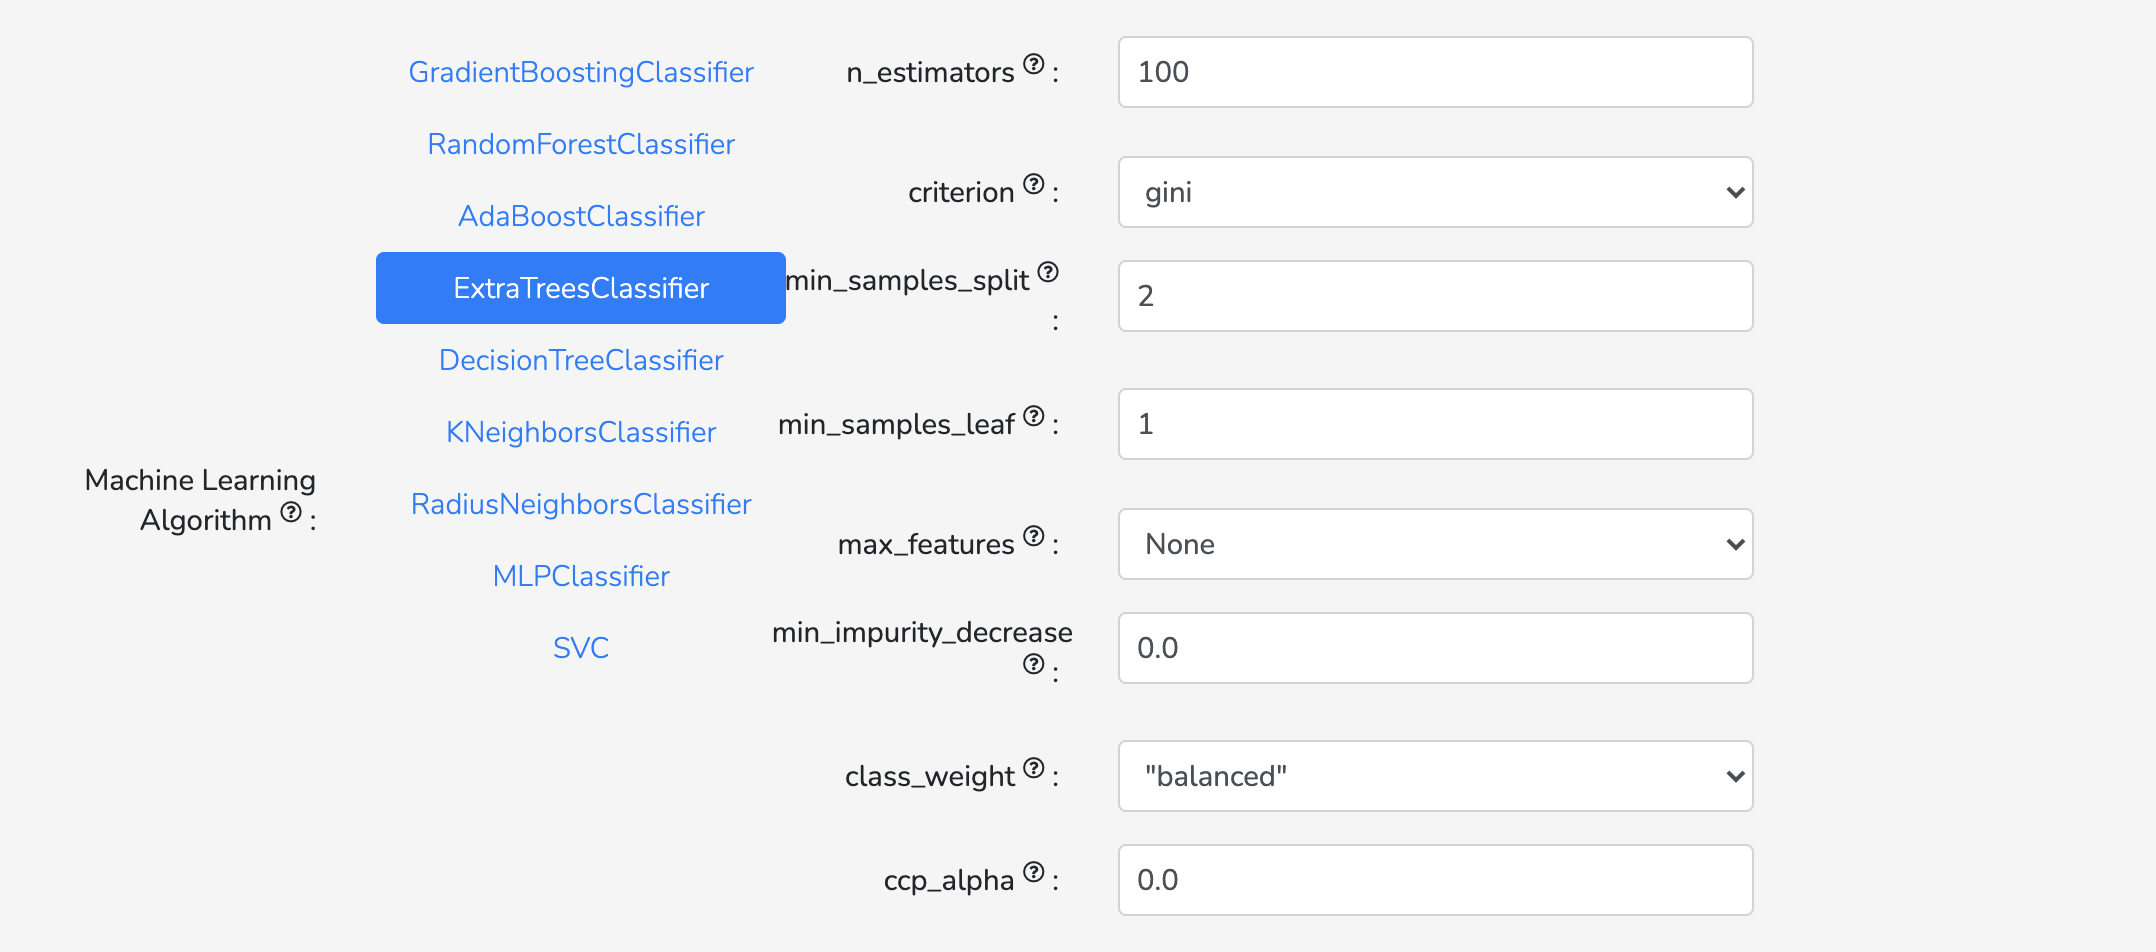 Machine Learning
Algorithm ? :
GradientBoostingClassifier
RandomForestClassifier
AdaBoostClassifier
ExtraTreesClassifier
DecisionTreeClassifier
KNeighborsClassifier
RadiusNeighborsClassifier
MLPClassifier
SVC
n_estimators ? :
100
criterion ? :
gini
min_samples_split ?
:
2
min_samples_leaf ? :
1
max_features ? :
None
min_impurity_decrease
? :
0.0
class_weight ? :
"balanced"
ccp_alpha ? :
0.0